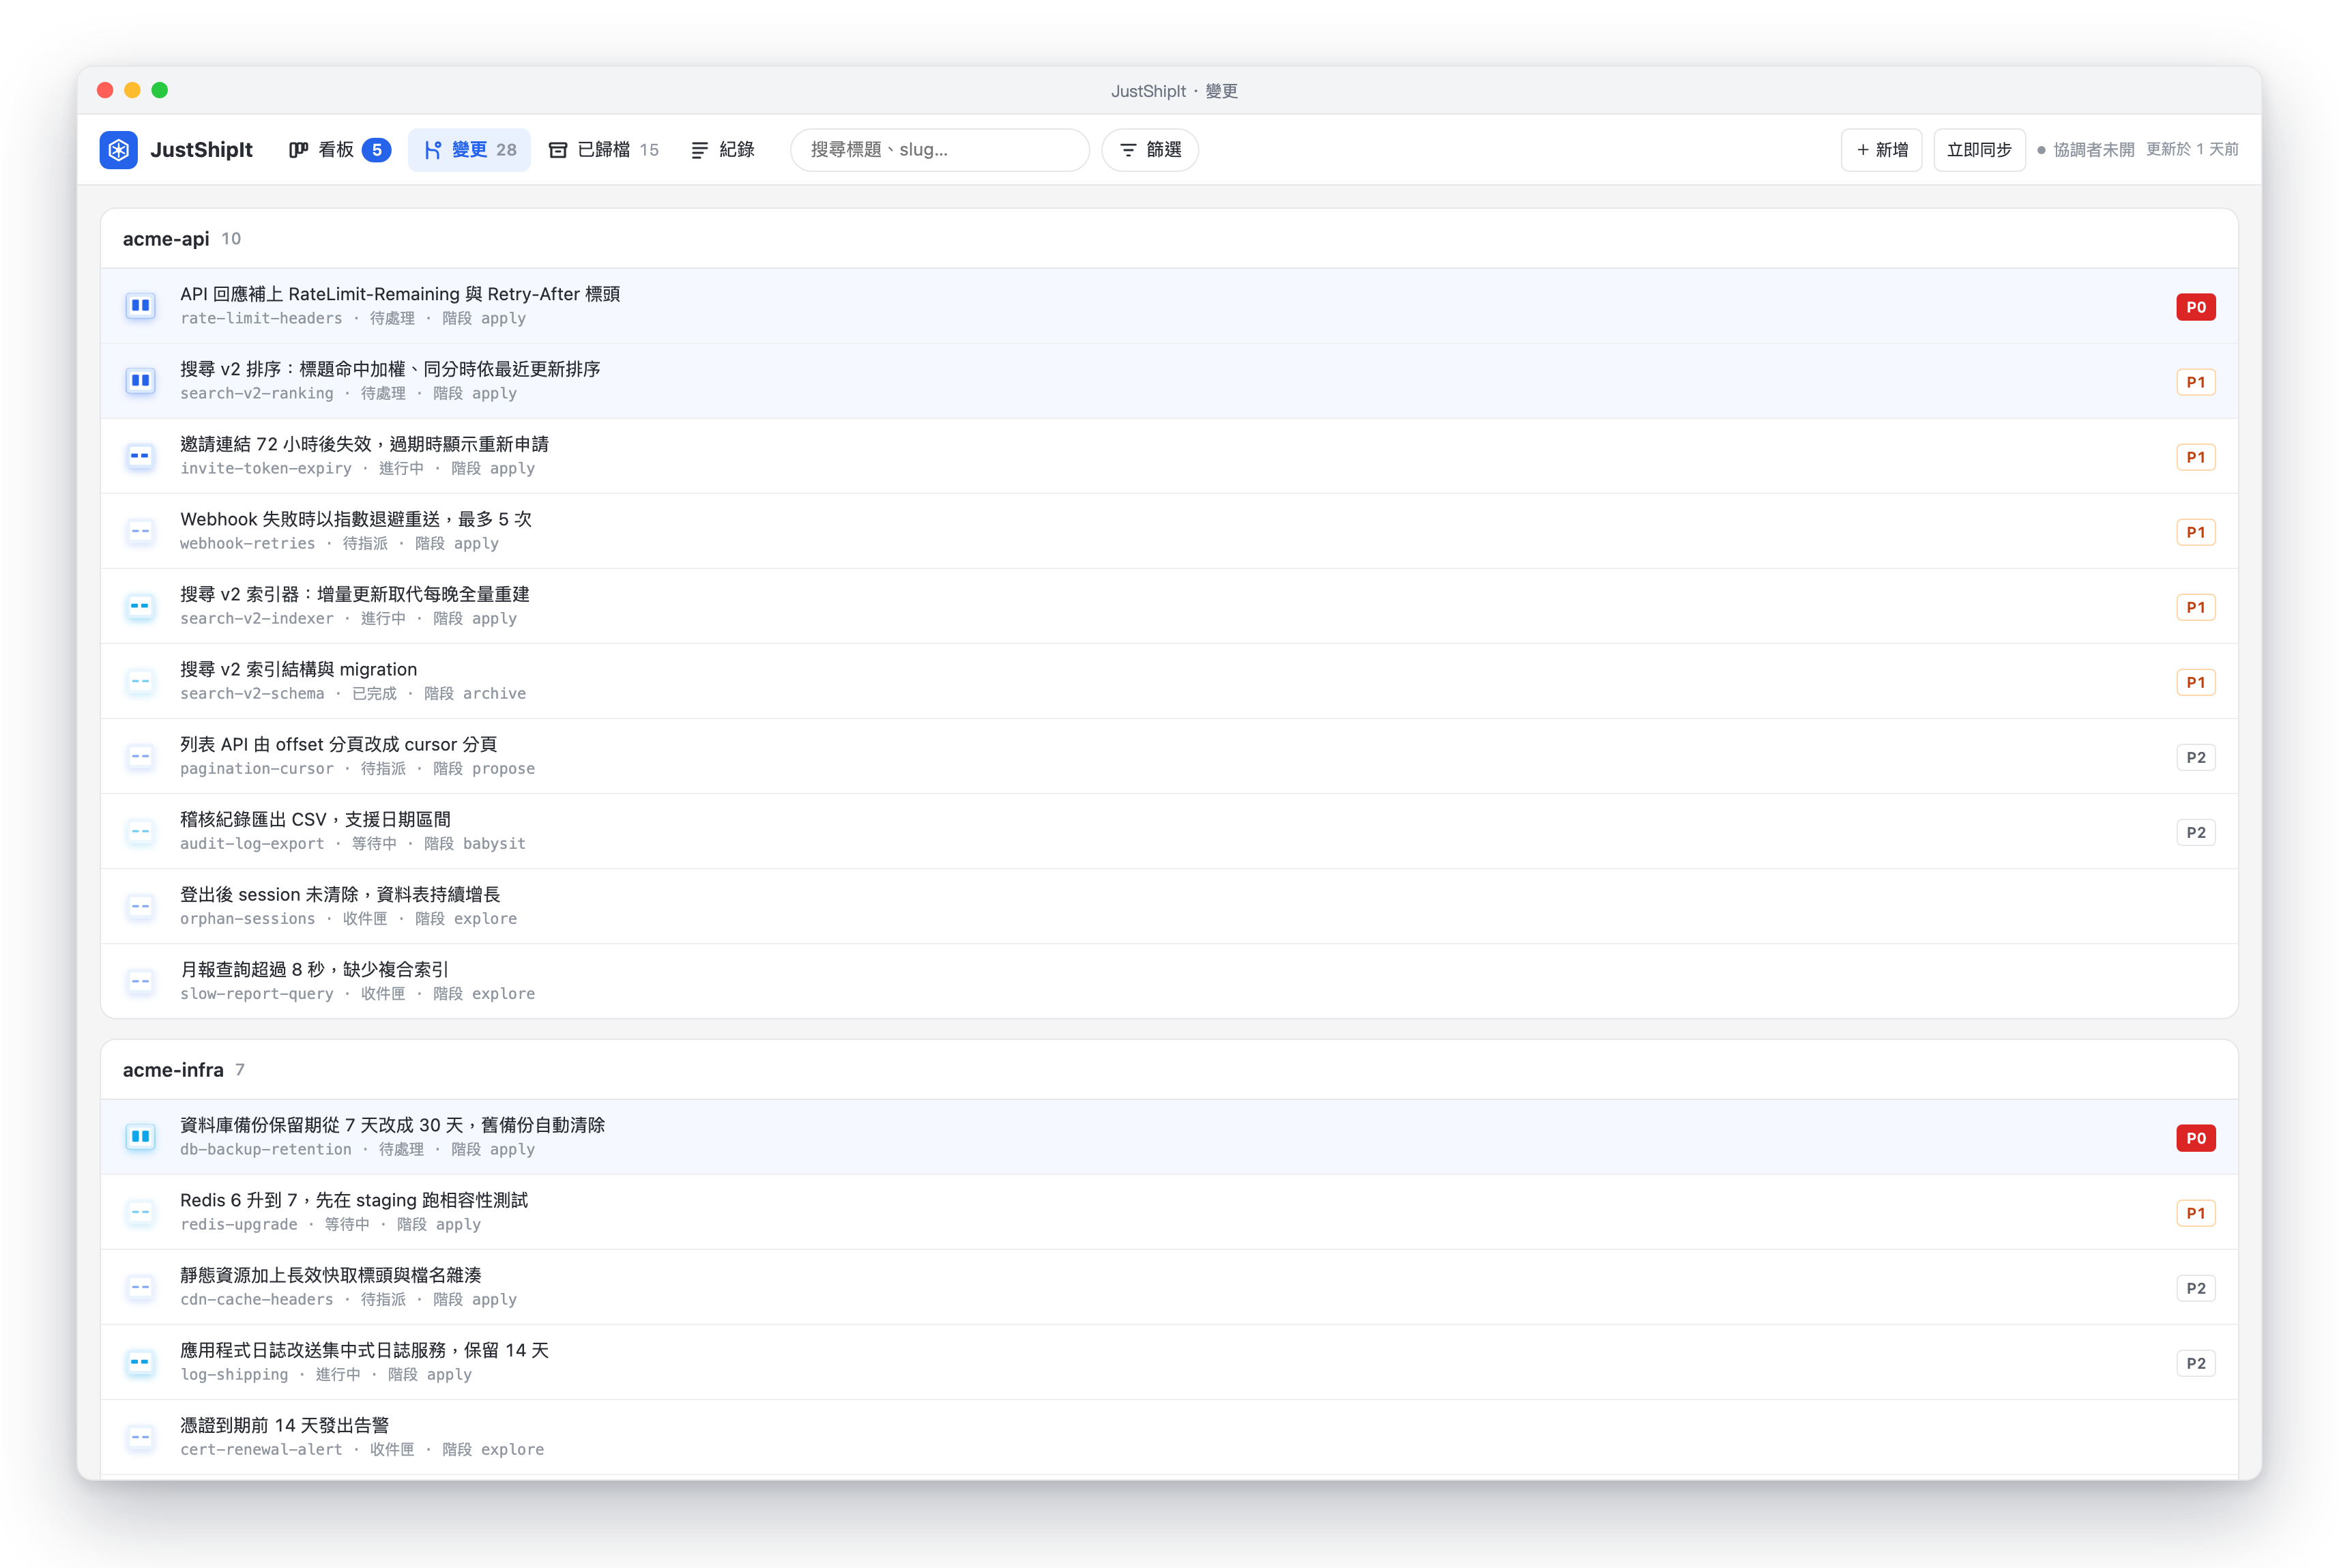 JustShipIt · 變更
JustShipIt 看板 5 變更 28 已歸檔 15 紀錄 搜尋標題、slug... 篩選 + 新增 立即同步 協調者未開 更新於 1 天前
acme-api 10
API 回應補上 RateLimit-Remaining 與 Retry-After 標頭
rate-limit-headers · 待處理 · 階段 apply
P0
搜尋 v2 排序：標題命中加權、同分時依最近更新排序
search-v2-ranking · 待處理 · 階段 apply
P1
邀請連結 72 小時後失效，過期時顯示重新申請
invite-token-expiry · 進行中 · 階段 apply
P1
Webhook 失敗時以指數退避重送，最多 5 次
webhook-retries · 待指派 · 階段 apply
P1
搜尋 v2 索引器：增量更新取代每晚全量重建
search-v2-indexer · 進行中 · 階段 apply
P1
搜尋 v2 索引結構與 migration
search-v2-schema · 已完成 · 階段 archive
P1
列表 API 由 offset 分頁改成 cursor 分頁
pagination-cursor · 待指派 · 階段 propose
P2
稽核紀錄匯出 CSV，支援日期區間
audit-log-export · 等待中 · 階段 babysit
P2
登出後 session 未清除，資料表持續增長
orphan-sessions · 收件匣 · 階段 explore
月報查詢超過 8 秒，缺少複合索引
slow-report-query · 收件匣 · 階段 explore
acme-infra 7
資料庫備份保留期從 7 天改成 30 天，舊備份自動清除
db-backup-retention · 待處理 · 階段 apply
P0
Redis 6 升到 7，先在 staging 跑相容性測試
redis-upgrade · 等待中 · 階段 apply
P1
靜態資源加上長效快取標頭與檔名雜湊
cdn-cache-headers · 待指派 · 階段 apply
P2
應用程式日誌改送集中式日誌服務，保留 14 天
log-shipping · 進行中 · 階段 apply
P2
憑證到期前 14 天發出告警
cert-renewal-alert · 收件匣 · 階段 explore